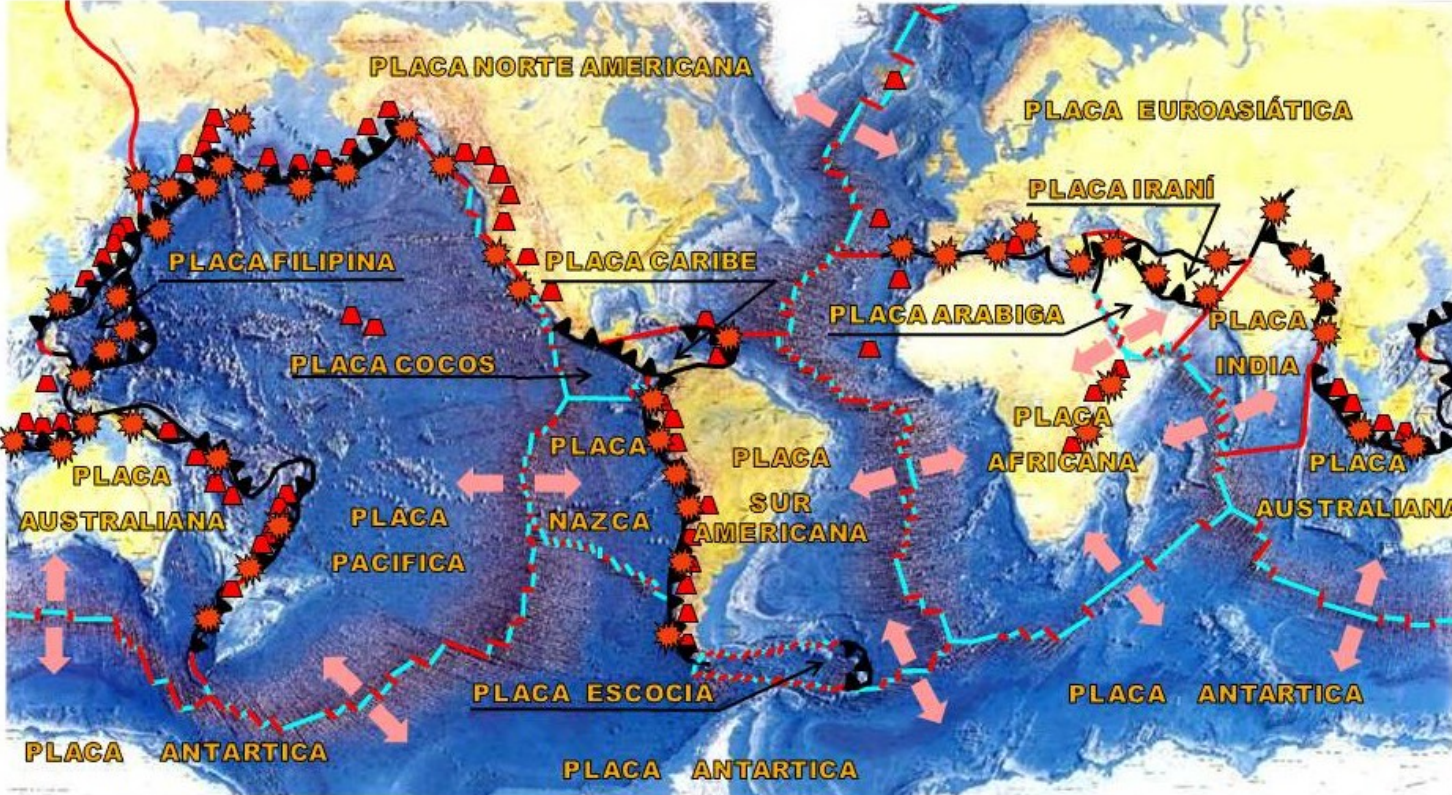 PLACA NORTE AMERICANA
PLACA EUROASIÁTICA
PLACA IRANÍ
PLACA FILIPINA
PLACA CARIBE
PLACA ARABIGA
PLACA
INDIA
PLACA COCOS
PLACA
AFRICANA
PLACA
NAZCA
PLACA
SUR
AMERICANA
PLACA
AUSTRALIANA
PLACA
AUSTRALIANA
PLACA
PACIFICA
PLACA ESCOCIA
PLACA ANTARTICA
PLACA ANTARTICA
PLACA ANTARTICA